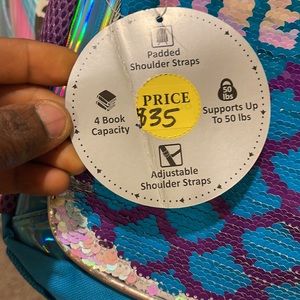 Padded
Shoulder Straps
4 Book
Capacity
PRICE
$35
50
lbs
Supports Up
To 50 lbs
Adjustable
Shoulder Straps